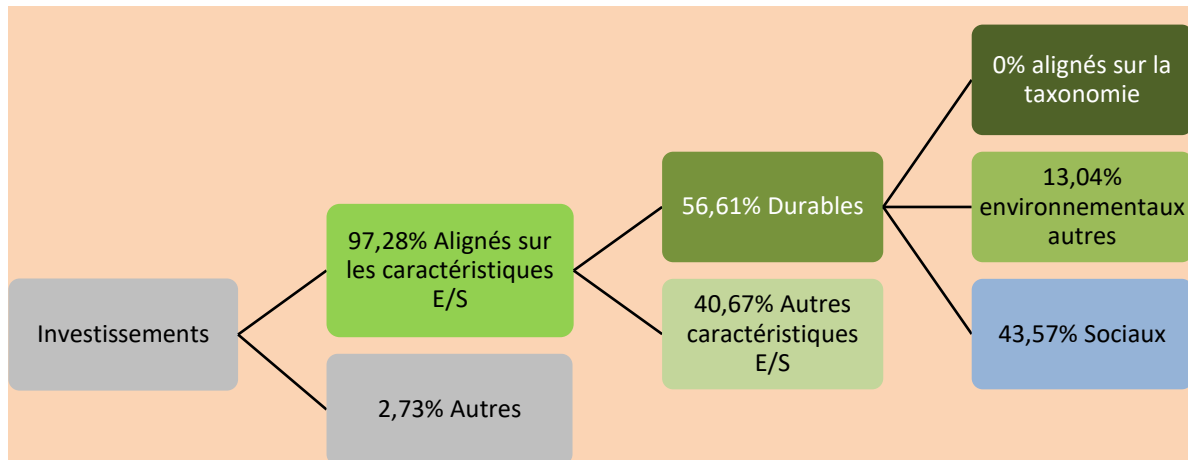 Investissements
97,28% Alignés sur
les caractéristiques
E/S
2,73% Autres
56,61% Durables
40,67% Autres
caractéristiques
E/S
0% alignés sur la
taxonomie
13,04%
environnementaux
autres
43,57% Sociaux